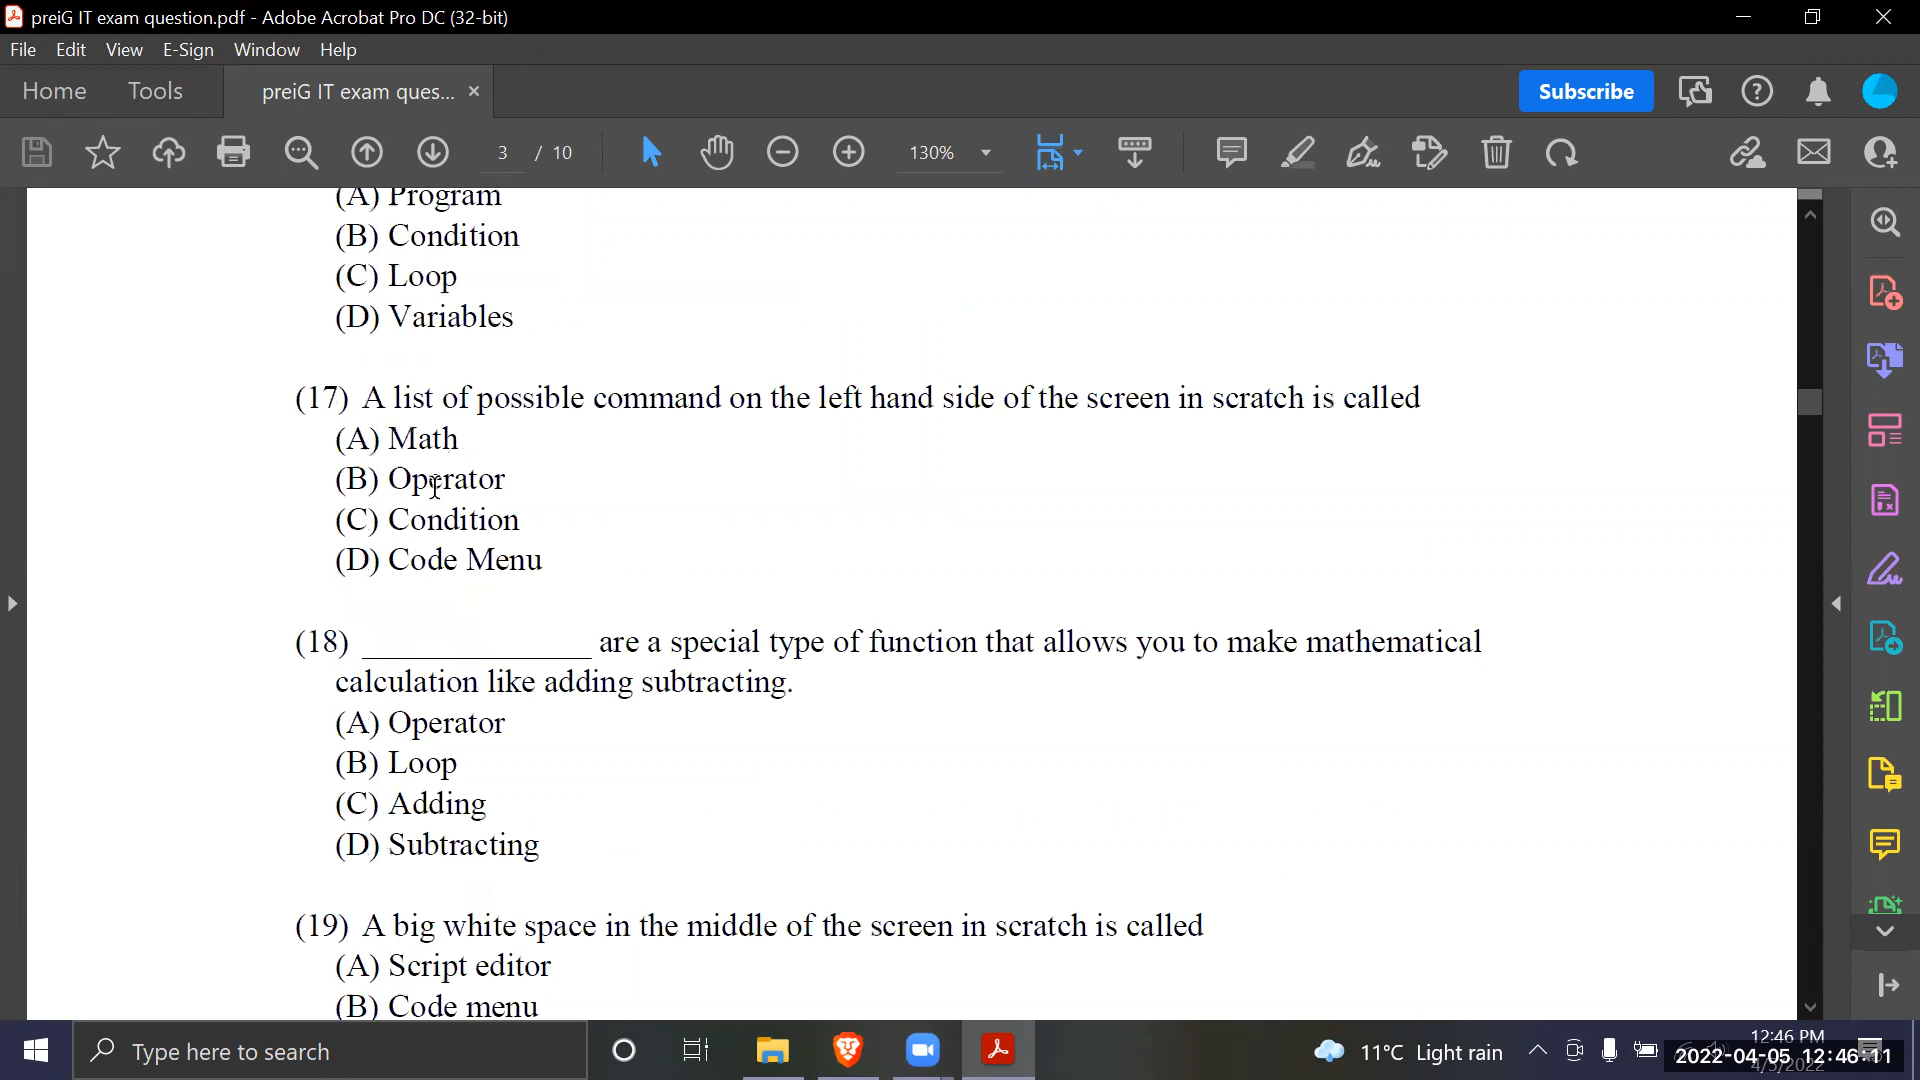 preiG IT exam question.pdf - Adobe Acrobat Pro DC (32-bit)
File Edit View E-Sign Window Help
Home Tools preiG IT exam ques... × Subscribe
3 / 10 130%
(A) Program
(B) Condition
(C) Loop
(D) Variables
(17) A list of possible command on the left hand side of the screen in scratch is called
(A) Math
(B) Operator
(C) Condition
(D) Code Menu
(18) ______________ are a special type of function that allows you to make mathematical
calculation like adding subtracting.
(A) Operator
(B) Loop
(C) Adding
(D) Subtracting
(19) A big white space in the middle of the screen in scratch is called
(A) Script editor
(B) Code menu
Type here to search
11°C Light rain
12:46 PM
2022-04-05 12:46:11